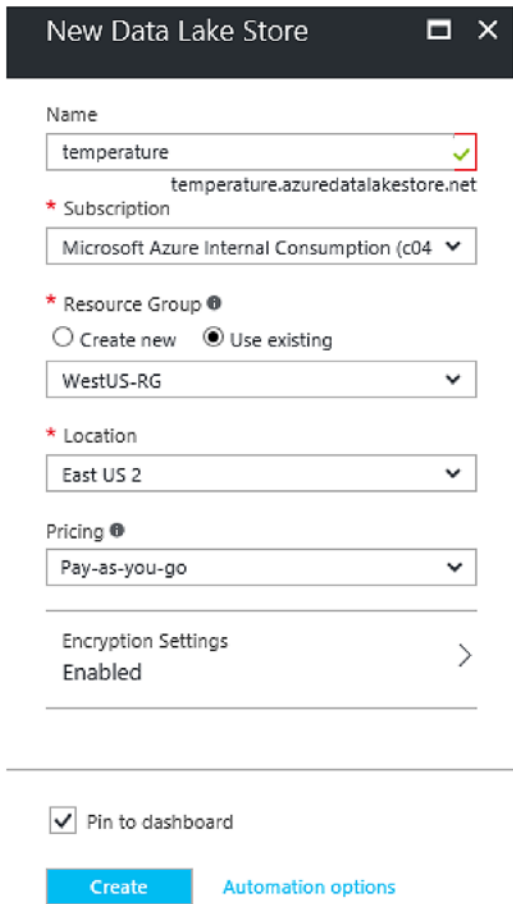 New Data Lake Store
Name
temperature
temperature.azuredatalakestore.net
* Subscription
Microsoft Azure Internal Consumption (c04
* Resource Group
Create new Use existing
WestUS-RG
* Location
East US 2
Pricing
Pay-as-you-go
Encryption Settings
Enabled
Pin to dashboard
Create Automation options